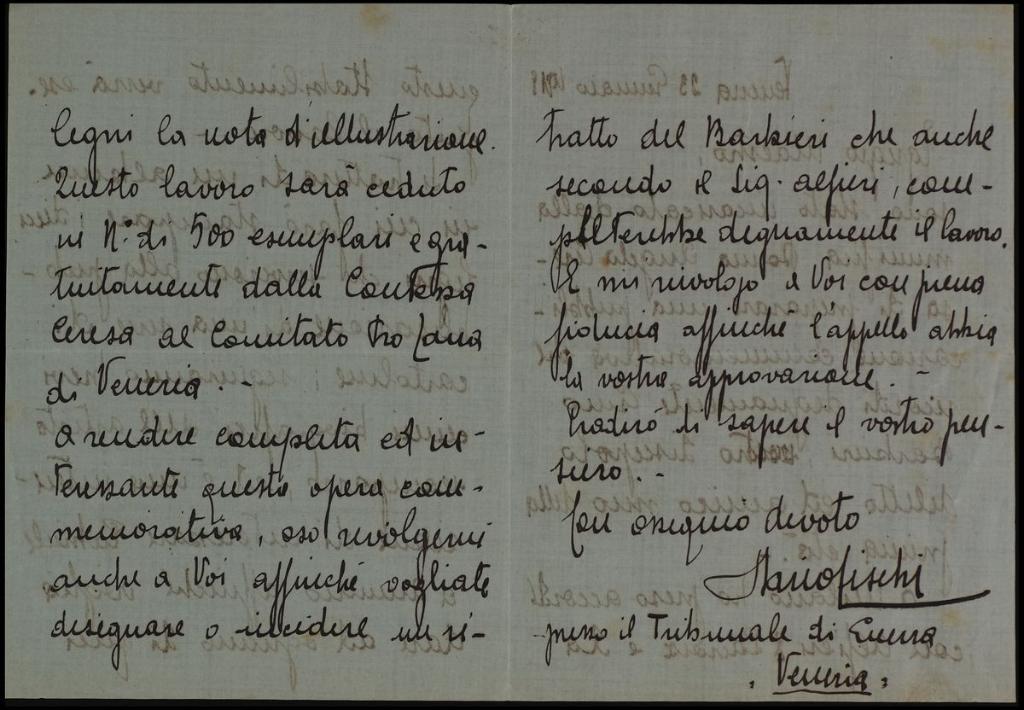 legni la nota d'illustrazione.
Questo lavoro sarà ceduto
in N.° di 500 esemplari e gra-
tuitamente dalla Contessa
Ceresa al Comitato Pro Lana
di Venezia. -
A rendere completa ed in-
teressante questa opera com-
memorativa, oso rivolgermi
anche a Voi affinché vogliate
disegnare o incidere un ri-
tratto del Barbieri che anche
secondo il Sig. Alfieri, com-
pleterebbe degnamente il lavoro.
E mi rivolgo a Voi con piena
fiducia affinché l'appello abbia
la vostra approvazione. -
Gradirò di sapere il vostro pen-
siero. -
Con ossequio devoto
presso il Tribunale di Guerra
Venezia